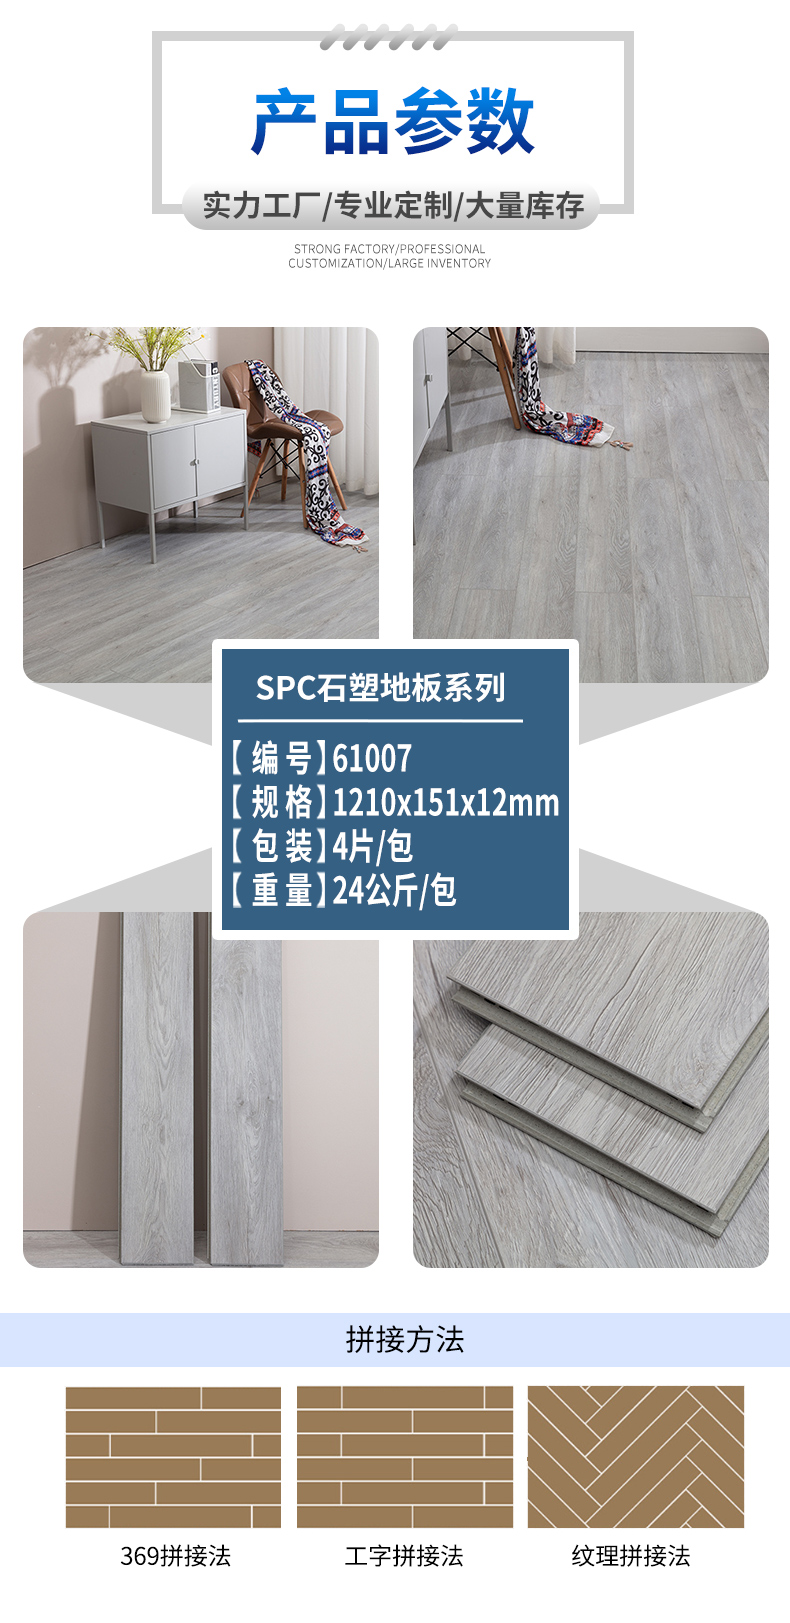 产品参数
实力工厂/专业定制/大量库存
STRONG FACTORY/PROFESSIONAL
CUSTOMIZATION/LARGE INVENTORY
SPC石塑地板系列
【编号】61007
【规格】1210x151x12mm
【包装】4片/包
【重量】24公斤/包
拼接方法
369拼接法
工字拼接法
纹理拼接法